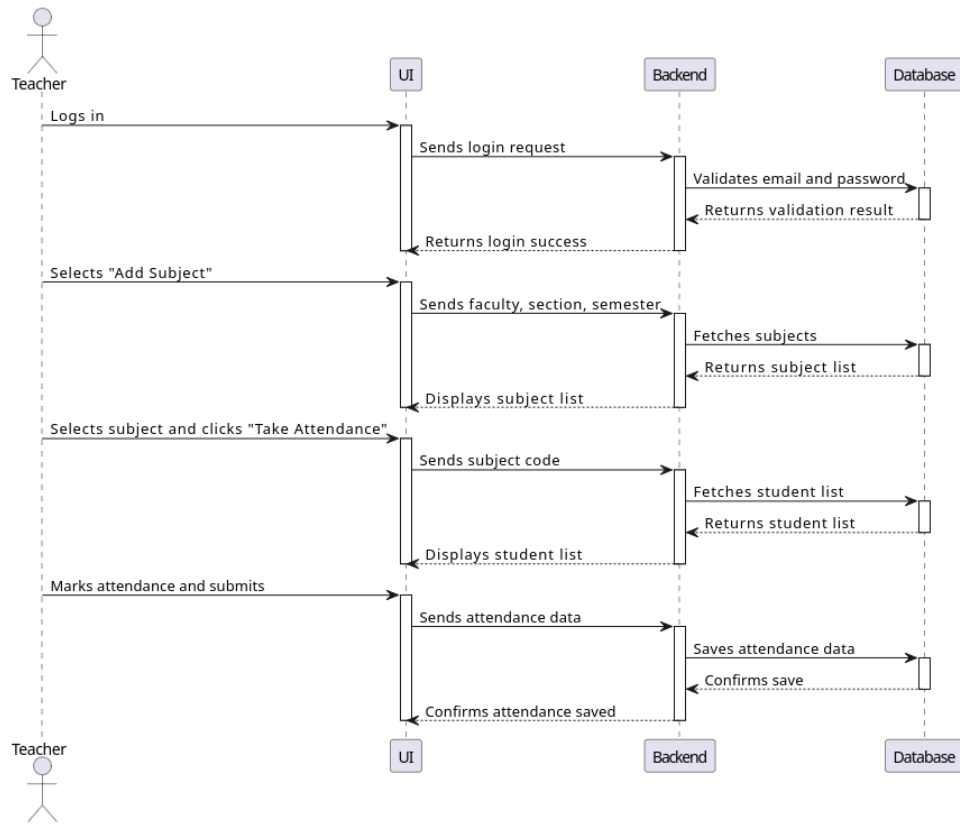 Teacher
UI
Backend
Database
Logs in
Sends login request
Validates email and password
Returns validation result
Returns login success
Selects "Add Subject"
Sends faculty, section, semester
Fetches subjects
Returns subject list
Displays subject list
Selects subject and clicks "Take Attendance"
Sends subject code
Fetches student list
Returns student list
Displays student list
Marks attendance and submits
Sends attendance data
Saves attendance data
Confirms save
Confirms attendance saved
Teacher
UI
Backend
Database